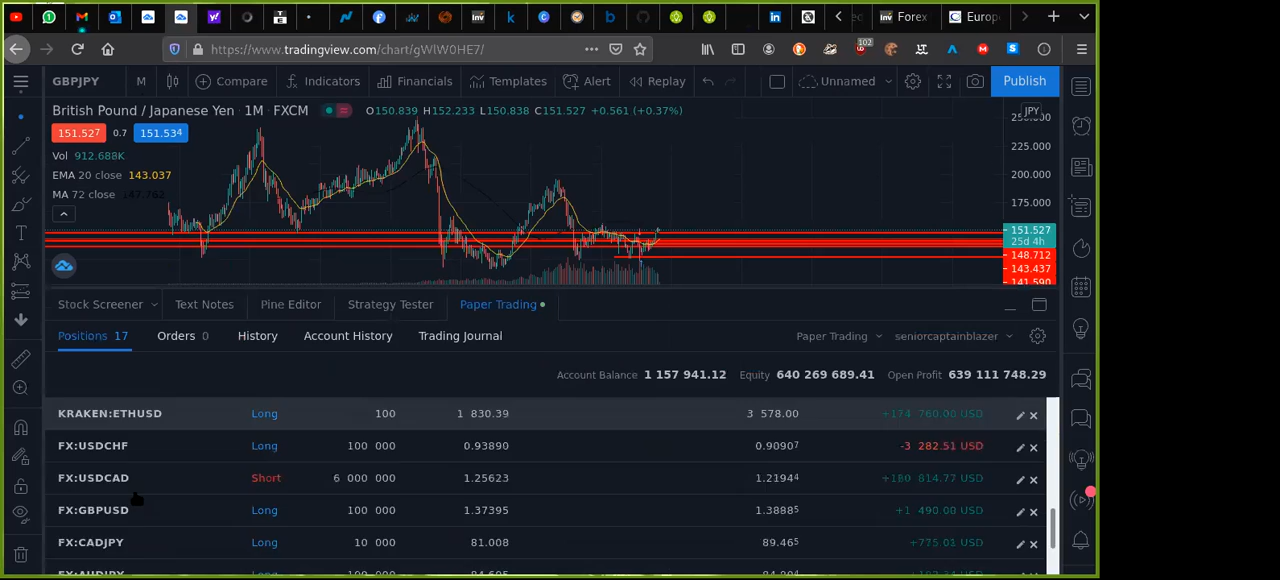 Inv Forex
C Europ
https://www.tradingview.com/chart/gWlW0HE7/
102
GBPJPY M Compare Indicators Financials Templates Alert Replay Unnamed Publish
British Pound / Japanese Yen 1M FXCM O150.839 H152.233 L150.838 C151.527 +0.561 (+0.37%)
JPY
151.527 0.7 151.534
Vol 912.688K
EMA 20 close 143.037
MA 72 close
225.000
200.000
175.000
151.527
25d 4h
148.712
143.437
141.590
Stock Screener Text Notes Pine Editor Strategy Tester Paper Trading
Positions 17 Orders 0 History Account History Trading Journal Paper Trading seniorcaptainblazer
Account Balance 1 157 941.12 Equity 640 269 689.41 Open Profit 639 111 748.29
KRAKEN:ETHUSD Long 100 1 830.39 3 578.00 +174 760.00 USD
FX:USDCHF Long 100 000 0.93890 0.90907 -3 282.51 USD
FX:USDCAD Short 6 000 000 1.25623 1.21944 +180 814.77 USD
FX:GBPUSD Long 100 000 1.37395 1.38885 +1 490.00 USD
FX:CADJPY Long 10 000 81.008 89.465 +775.01 USD